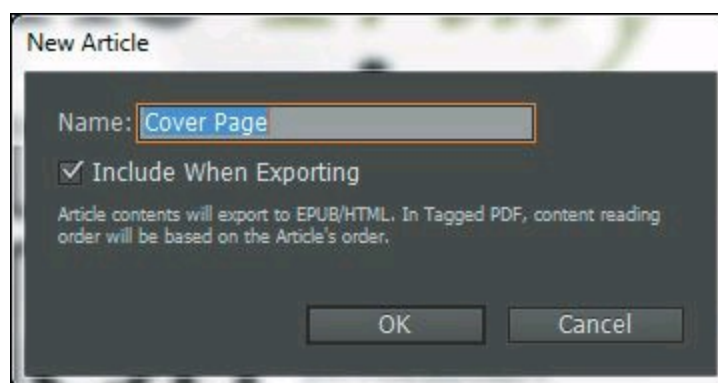 New Article
Name: Cover Page
Include When Exporting
Article contents will export to EPUB/HTML. In Tagged PDF, content reading
order will be based on the Article's order.
OK Cancel